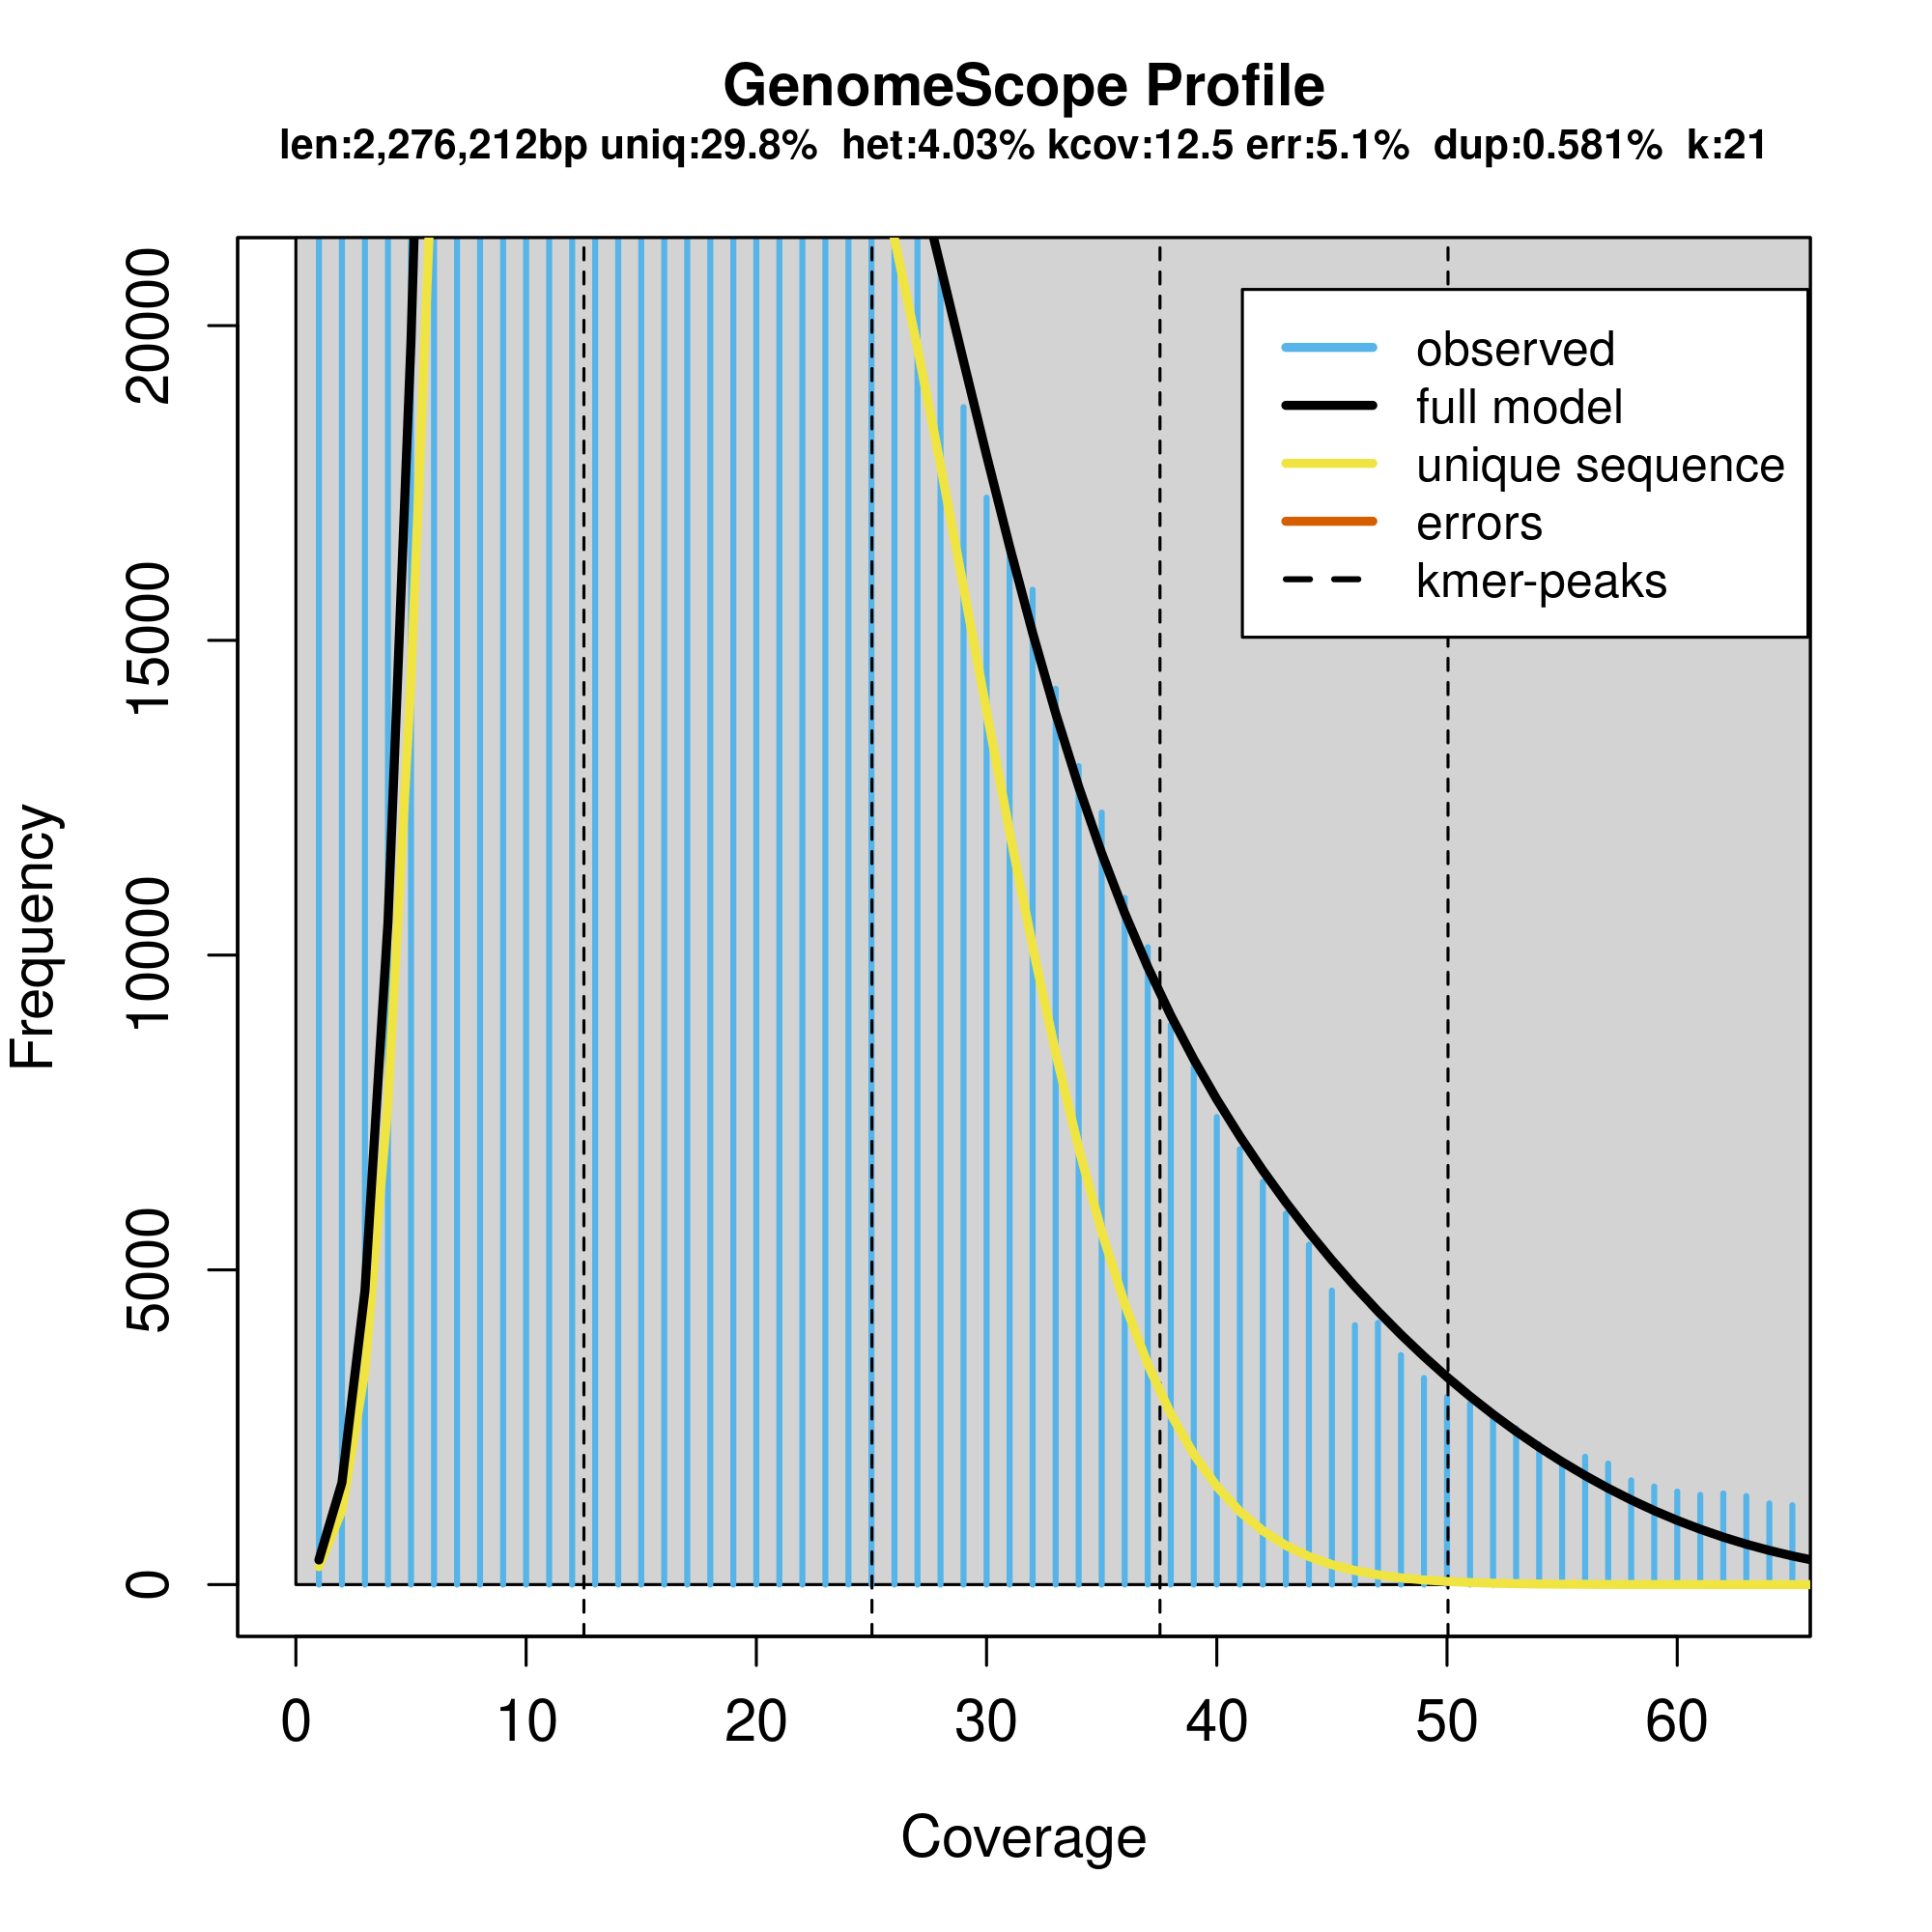 GenomeScope Profile
len:2,276,212bp uniq:29.8% het:4.03% kcov:12.5 err:5.1% dup:0.581% k:21
20000
15000
10000
5000
0
Frequency
observed
full model
unique sequence
errors
kmer-peaks
0 10 20 30 40 50 60
Coverage